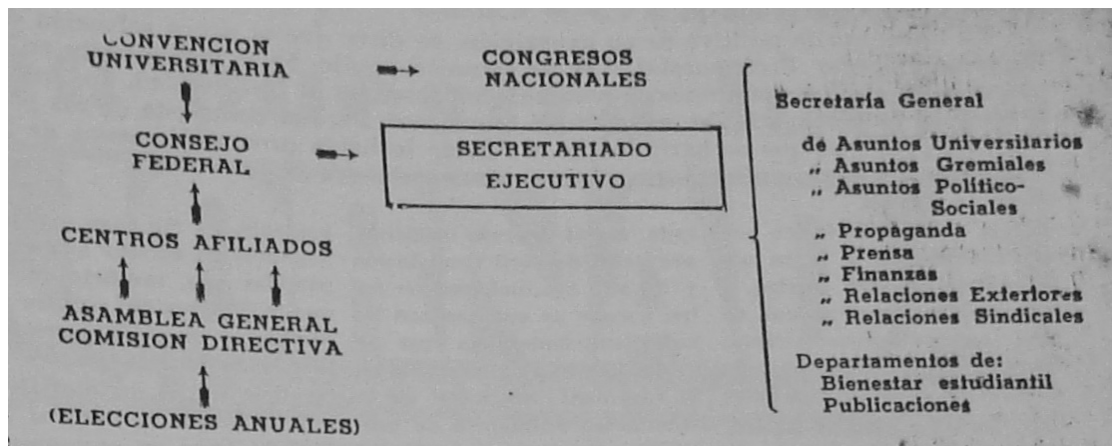 CONVENCION
UNIVERSITARIA
CONGRESOS
NACIONALES
CONSEJO
FEDERAL
SECRETARIADO
EJECUTIVO
CENTROS AFILIADOS
ASAMBLEA GENERAL
COMISION DIRECTIVA
(ELECCIONES ANUALES)
Secretaría General
de Asuntos Universitarios
„ Asuntos Gremiales
„ Asuntos Político-
Sociales
„ Propaganda
„ Prensa
„ Finanzas
„ Relaciones Exteriores
„ Relaciones Sindicales
Departamentos de:
Bienestar estudiantil
Publicaciones